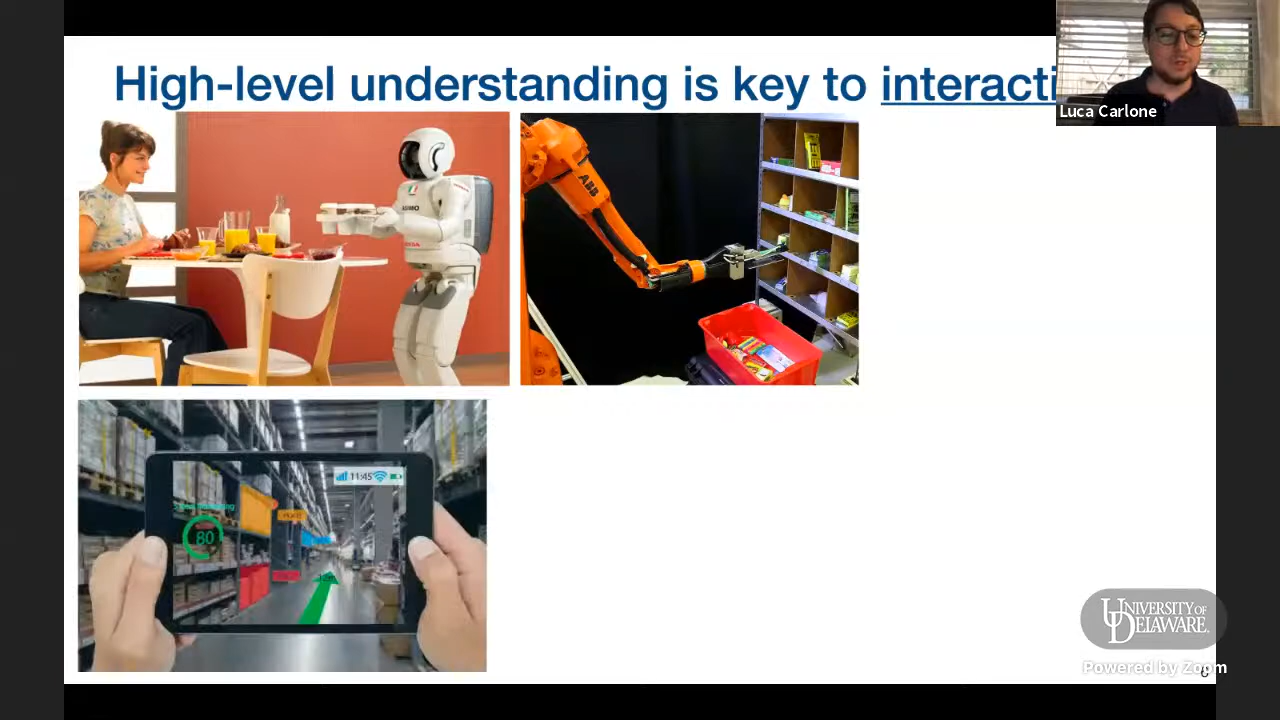 High-level understanding is key to interacti
Luca Carlone
ASIMO
HONDA
ABB
11:45
80
UNIVERSITY OF
DELAWARE.
Powered by Zoom
6